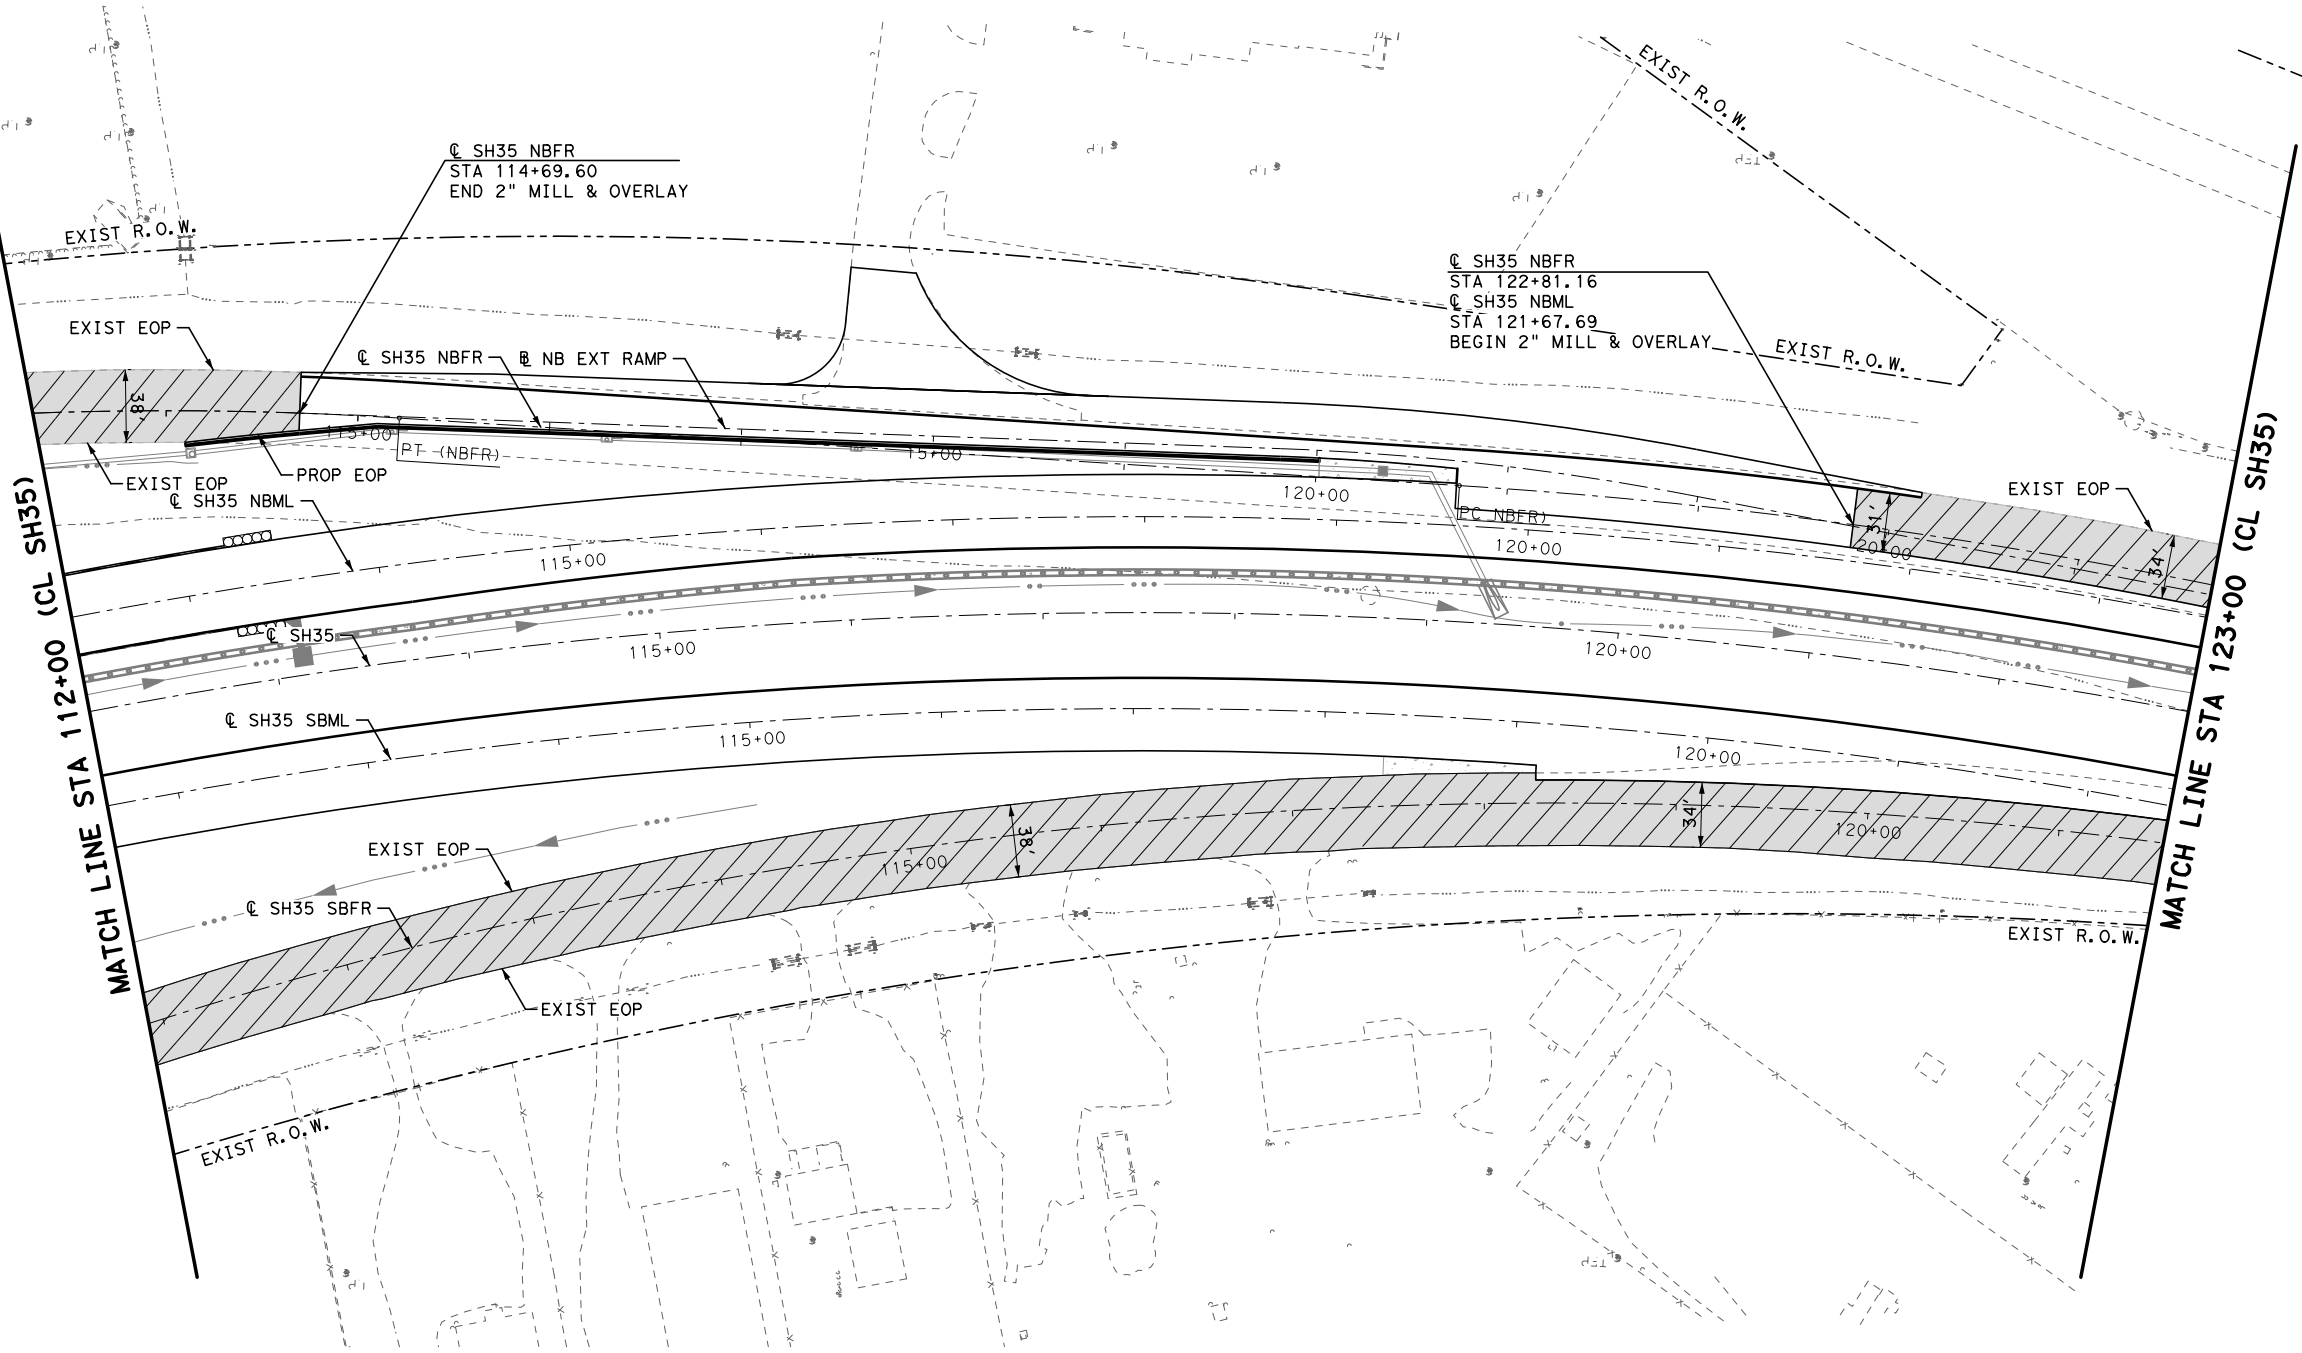 EXIST R.O.W.
℄ SH35 NBFR
STA 114+69.60
END 2" MILL & OVERLAY
EXIST R.O.W.
℄ SH35 NBFR
STA 122+81.16
℄ SH35 NBML
STA 121+67.69
BEGIN 2" MILL & OVERLAY
EXIST R.O.W.
EXIST EOP
℄ SH35 NBFR
NB EXT RAMP
38'
115+00
PT (NBFR)
15+00
PROP EOP
EXIST EOP
℄ SH35 NBML
120+00
PC NBFR)
31'
20+00
EXIST EOP
34'
115+00
120+00
℄ SH35
115+00
120+00
℄ SH35 SBML
115+00
120+00
EXIST EOP
38'
34'
115+00
120+00
℄ SH35 SBFR
EXIST EOP
EXIST R.O.W.
EXIST R.O.W.
MATCH LINE STA 112+00 (CL SH35)
MATCH LINE STA 123+00 (CL SH35)